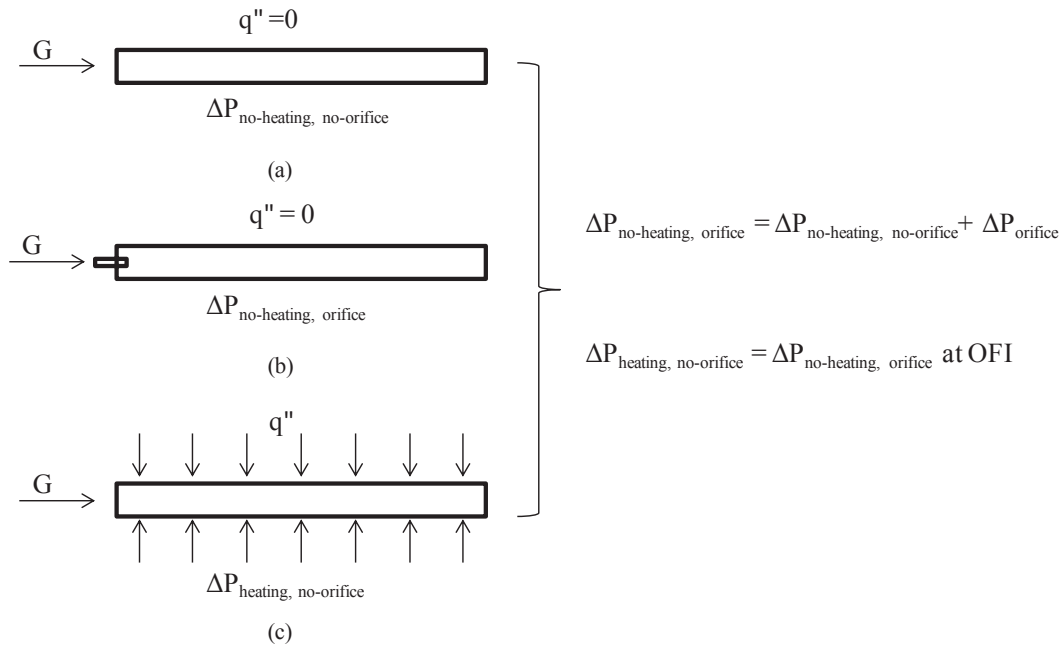 q" =0
G
ΔP no-heating, no-orifice
(a)
q" = 0
G
ΔP no-heating, orifice
(b)
q"
G
ΔP heating, no-orifice
(c)
ΔP no-heating, orifice = ΔP no-heating, no-orifice + ΔP orifice
ΔP heating, no-orifice = ΔP no-heating, orifice at OFI